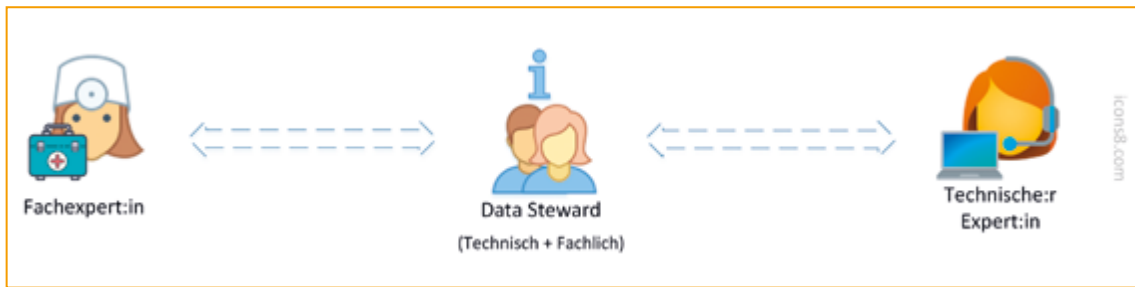 Fachexpert:in
Data Steward
(Technisch + Fachlich)
Technische:r
Expert:in
icons8.com